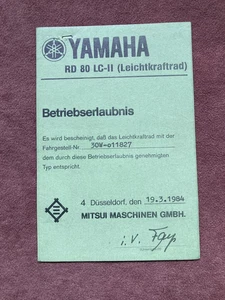 YAMAHA
RD 80 LC-II (Leichtkraftrad)
Betriebserlaubnis
Es wird bescheinigt, daß das Leichtkraftrad mit der
Fahrgestell-Nr 30W-o11827
dem durch diese Betriebserlaubnis genehmigten
Typ entspricht.
4 Düsseldorf, den 19.3.1984
MITSUI MASCHINEN GMBH.
i.V.